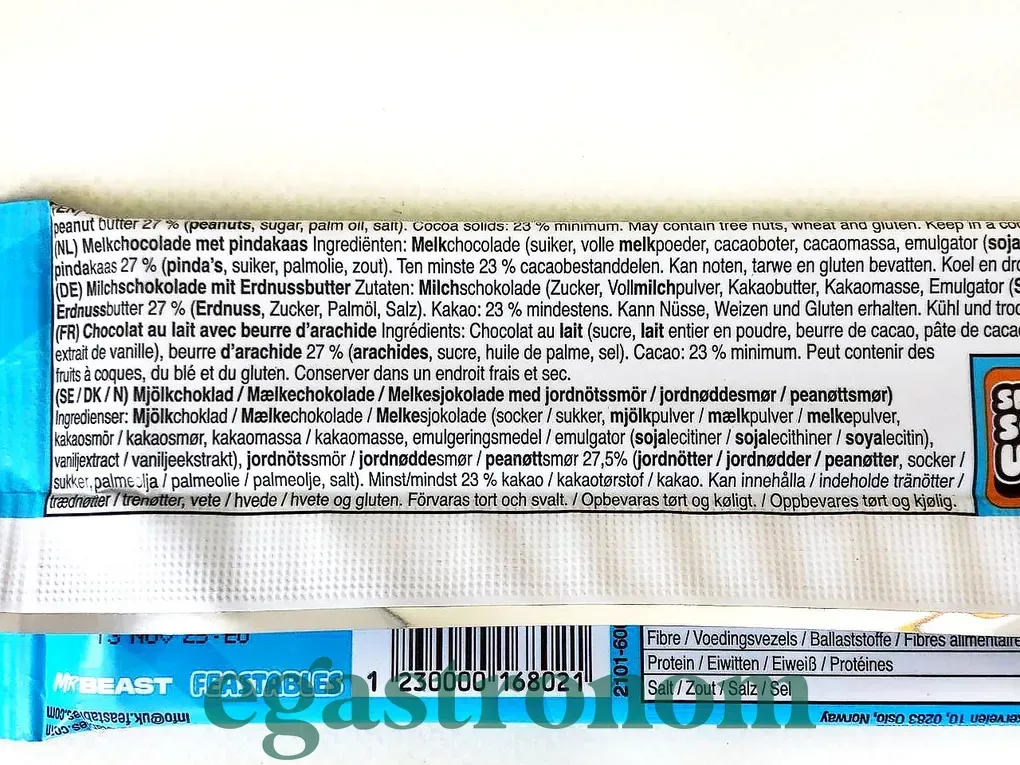 peanut butter 27 % (peanuts, sugar, palm oil, salt). Cocoa solids: 23 % minimum. May contain tree nuts, wheat and gluten. Keep in a
(NL) Melkchocolade met pindakaas Ingrediënten: Melkchocolade (suiker, volle melkpoeder, cacaoboter, cacaomassa, emulgator (soja
pindakaas 27 % (pinda's, suiker, palmolie, zout). Ten minste 23 % cacaobestanddelen. Kan noten, tarwe en gluten bevatten. Koel en dro
(DE) Milchschokolade mit Erdnussbutter Zutaten: Milchschokolade (Zucker, Vollmilchpulver, Kakaobutter, Kakaomasse, Emulgator (S
Erdnussbutter 27 % (Erdnuss, Zucker, Palmöl, Salz). Kakao: 23 % mindestens. Kann Nüsse, Weizen und Gluten erhalten. Kühl und troc
(FR) Chocolat au lait avec beurre d'arachide Ingrédients: Chocolat au lait (sucre, lait entier en poudre, beurre de cacao, pâte de cacao
extrait de vanille), beurre d'arachide 27 % (arachides, sucre, huile de palme, sel). Cacao: 23 % minimum. Peut contenir des
fruits à coques, du blé et du gluten. Conserver dans un endroit frais et sec.
(SE / DK / N) Mjölkchoklad / Mælkechokolade / Melkesjokolade med jordnötssmör / jordnøddesmør / peanøttsmør)
Ingredienser: Mjölkchoklad / Mælkechokolade / Melkesjokolade (socker / sukker, mjölkpulver / mælkpulver / melkepulver,
kakaosmör / kakaosmør, kakaomassa / kakaomasse, emulgeringsmedel / emulgator (sojalecitiner / sojalecithiner / soyalecitin),
vaniljextract / vaniljeekstrakt), jordnötssmör / jordnøddesmør / peanøttsmør 27,5% (jordnötter / jordnødder / peanøtter, socker /
sukker, palmeolja / palmeolie / palmeolje, salt). Minst/mindst 23 % kakao / kakaotørstof / kakao. Kan innehålla / indeholde tränötter /
trædnøtter / trenøtter, vete / hvede / hvete og gluten. Förvaras tort och svalt. / Opbevaras tørt og køligt. / Oppbevares tørt og kjølig.
MRBEAST FEASTABLES
1 230000 168021
2101-60
Fibre / Voedingsvezels / Ballaststoffe / Fibres alimentaire
Protein / Eiwitten / Eiweiß / Protéines
Salt / Zout / Salz / Sel
info@uk.feastables.com
10, 0283 Oslo, Norway
egastronom